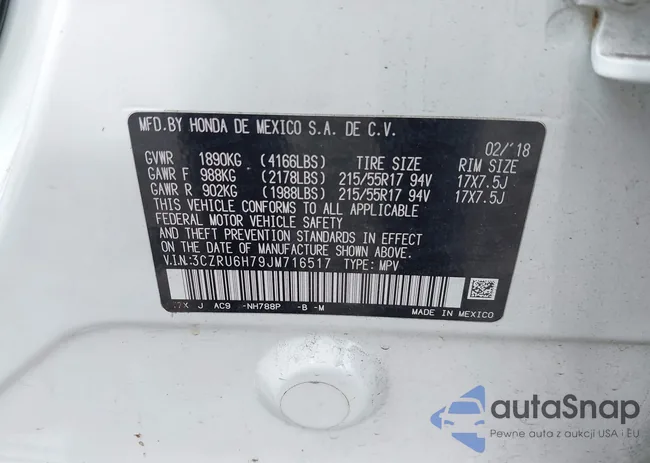 MFD.BY HONDA DE MEXICO S.A. DE C.V.
02/'18
GVWR 1890KG (4166LBS) TIRE SIZE RIM SIZE
GAWR F 988KG (2178LBS) 215/55R17 94V 17X7.5J
GAWR R 902KG (1988LBS) 215/55R17 94V 17X7.5J
THIS VEHICLE CONFORMS TO ALL APPLICABLE
FEDERAL MOTOR VEHICLE SAFETY
AND THEFT PREVENTION STANDARDS IN EFFECT
ON THE DATE OF MANUFACTURE SHOWN ABOVE.
V.I.N:3CZRU6H79JM716517 TYPE: MPV
J AC9 -NH788P -B -M
MADE IN MEXICO
autaSnap
Pewne auta z aukcji USA i EU